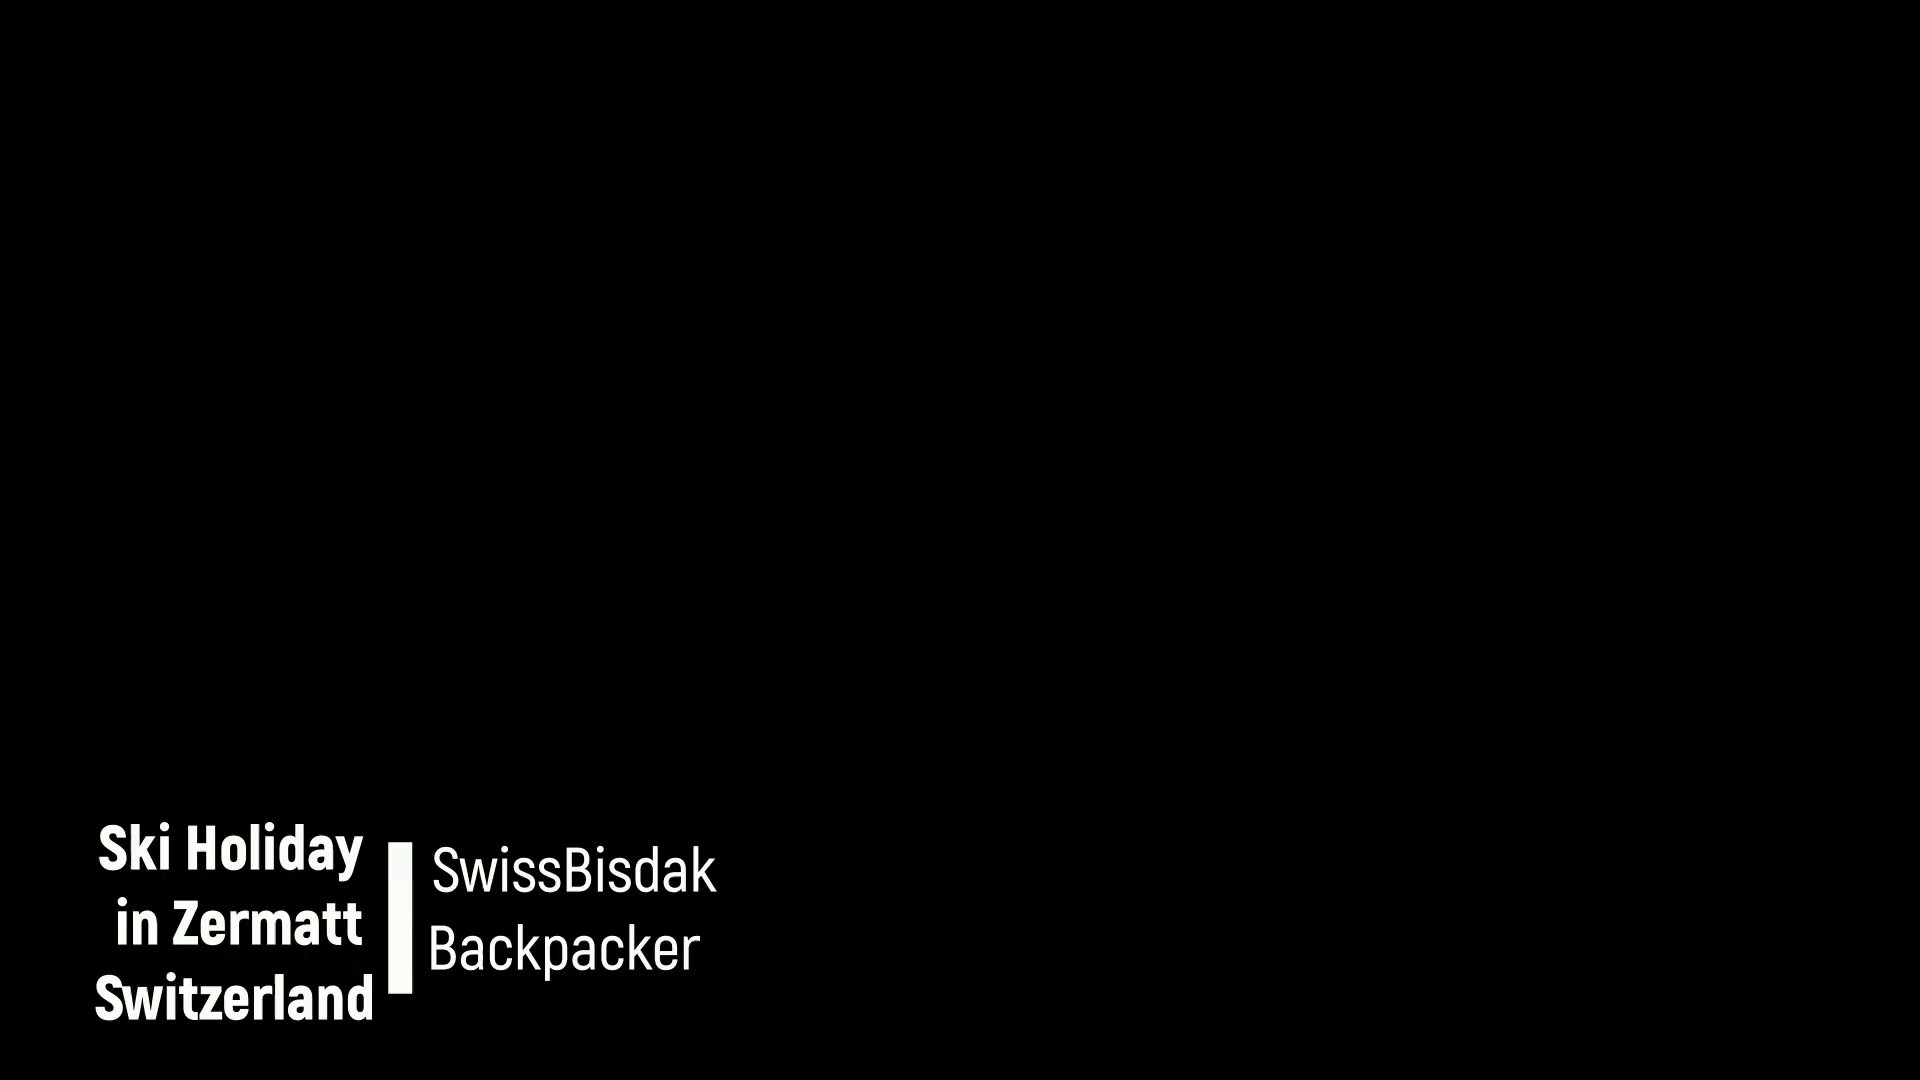 Ski Holiday
in Zermatt
Switzerland
SwissBisdak
Backpacker